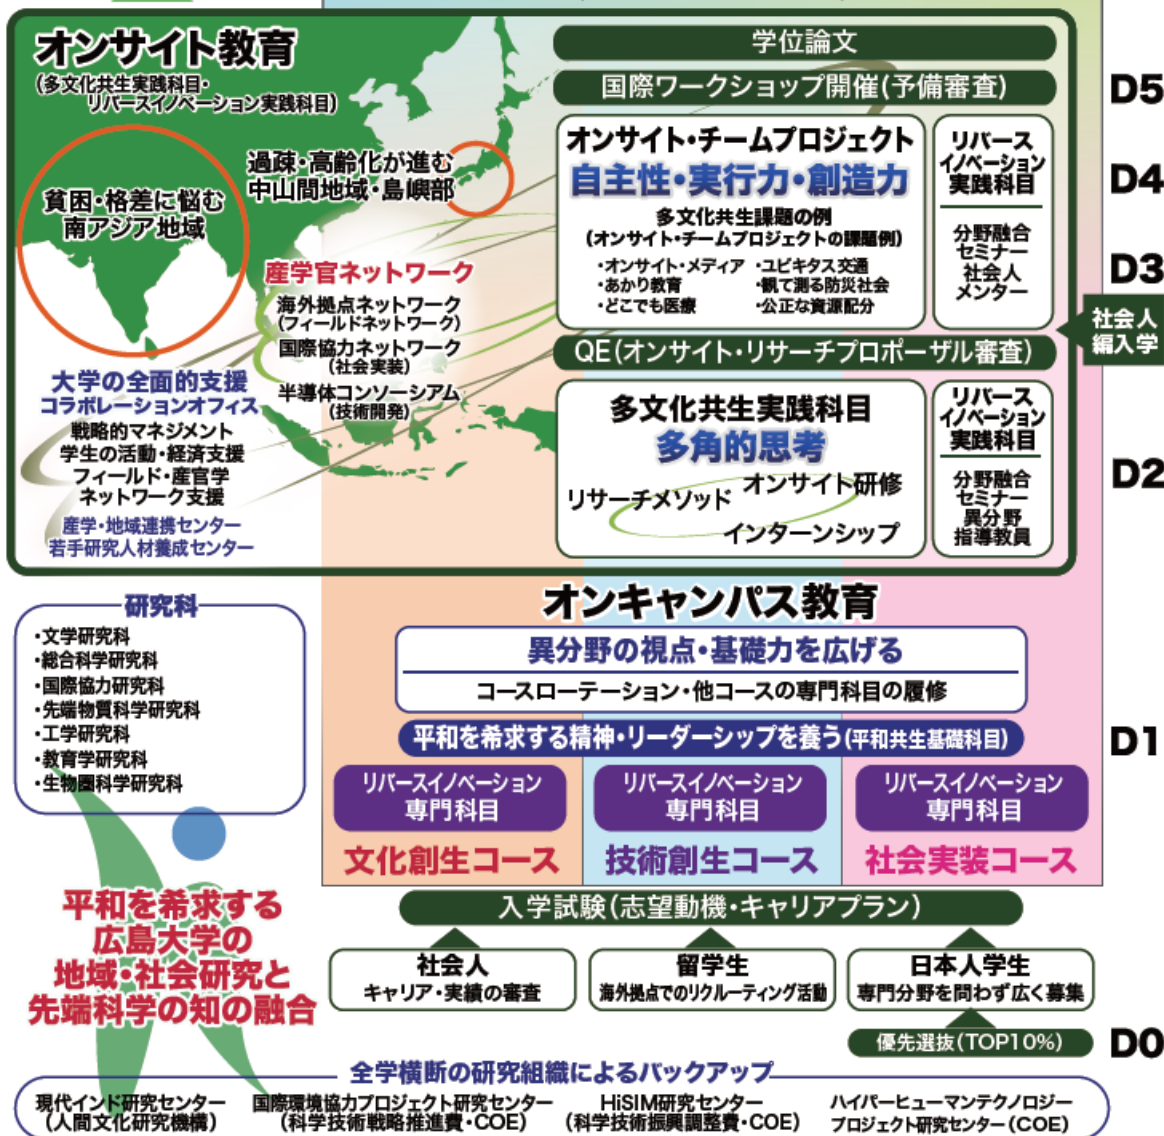 オンサイト教育
(多文化共生実践科目・
リバースイノベーション実践科目)
貧困・格差に悩む
南アジア地域
過疎・高齢化が進む
中山間地域・島嶼部
産学官ネットワーク
海外拠点ネットワーク
(フィールドネットワーク)
国際協力ネットワーク
(社会実装)
半導体コンソーシアム
(技術開発)
大学の全面的支援
コラボレーションオフィス
戦略的マネジメント
学生の活動・経済支援
フィールド・産官学
ネットワーク支援
産学・地域連携センター
若手研究人材養成センター
学位論文
国際ワークショップ開催(予備審査)
D5
オンサイト・チームプロジェクト
自主性・実行力・創造力
多文化共生課題の例
(オンサイト・チームプロジェクトの課題例)
・オンサイト・メディア ・ユビキタス交通
・あかり教育 ・観て測る防災社会
・どこでも医療 ・公正な資源配分
リバース
イノベーション
実践科目
分野融合
セミナー
社会人
メンター
D4
D3
社会人
編入学
QE(オンサイト・リサーチプロポーザル審査)
多文化共生実践科目
多角的思考
リサーチメソッド
オンサイト研修
インターンシップ
リバース
イノベーション
実践科目
分野融合
セミナー
異分野
指導教員
D2
オンキャンパス教育
異分野の視点・基礎力を広げる
コースローテーション・他コースの専門科目の履修
平和を希求する精神・リーダーシップを養う(平和共生基礎科目)
D1
リバースイノベーション
専門科目
リバースイノベーション
専門科目
リバースイノベーション
専門科目
文化創生コース
技術創生コース
社会実装コース
研究科
・文学研究科
・総合科学研究科
・国際協力研究科
・先端物質科学研究科
・工学研究科
・教育学研究科
・生物圏科学研究科
平和を希求する
広島大学の
地域・社会研究と
先端科学の知の融合
入学試験(志望動機・キャリアプラン)
社会人
キャリア・実績の審査
留学生
海外拠点でのリクルーティング活動
日本人学生
専門分野を問わず広く募集
優先選抜(TOP10%)
D0
全学横断の研究組織によるバックアップ
現代インド研究センター
(人間文化研究機構)
国際環境協力プロジェクト研究センター
(科学技術戦略推進費・COE)
HiSIM研究センター
(科学技術振興調整費・COE)
ハイパーヒューマンテクノロジー
プロジェクト研究センター(COE)